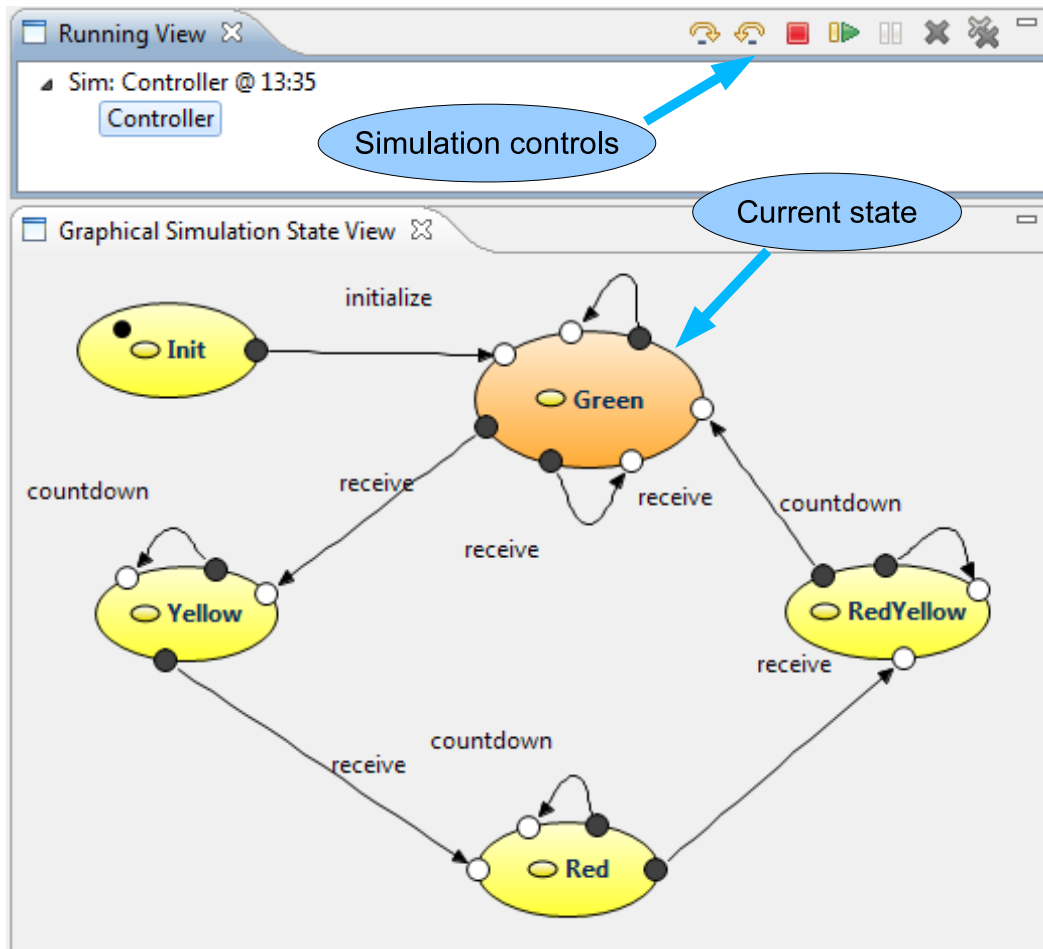 Running View
Sim: Controller @ 13:35
Controller
Simulation controls
Current state
Graphical Simulation State View
initialize
Init
Green
receive
countdown
receive
countdown
receive
Yellow
RedYellow
receive
countdown
receive
Red